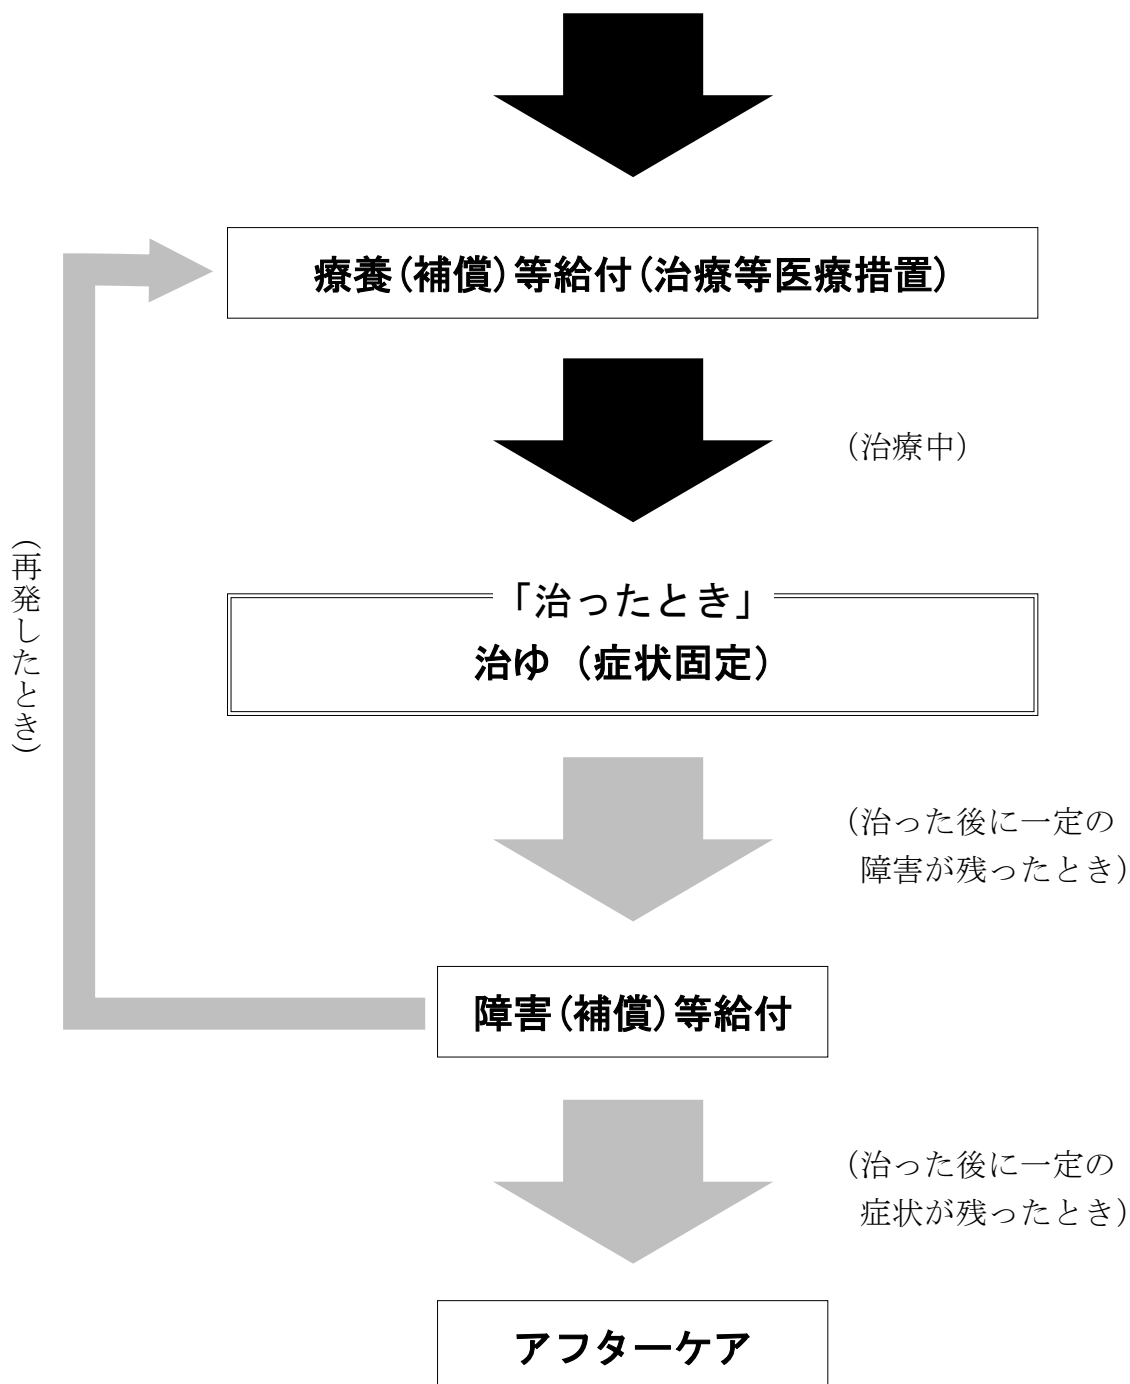 療養（補償）等給付（治療等医療措置）
（治療中）
（再発したとき）
「治ったとき」
治ゆ （症状固定）
（治った後に一定の
障害が残ったとき）
障害（補償）等給付
（治った後に一定の
症状が残ったとき）
アフターケア